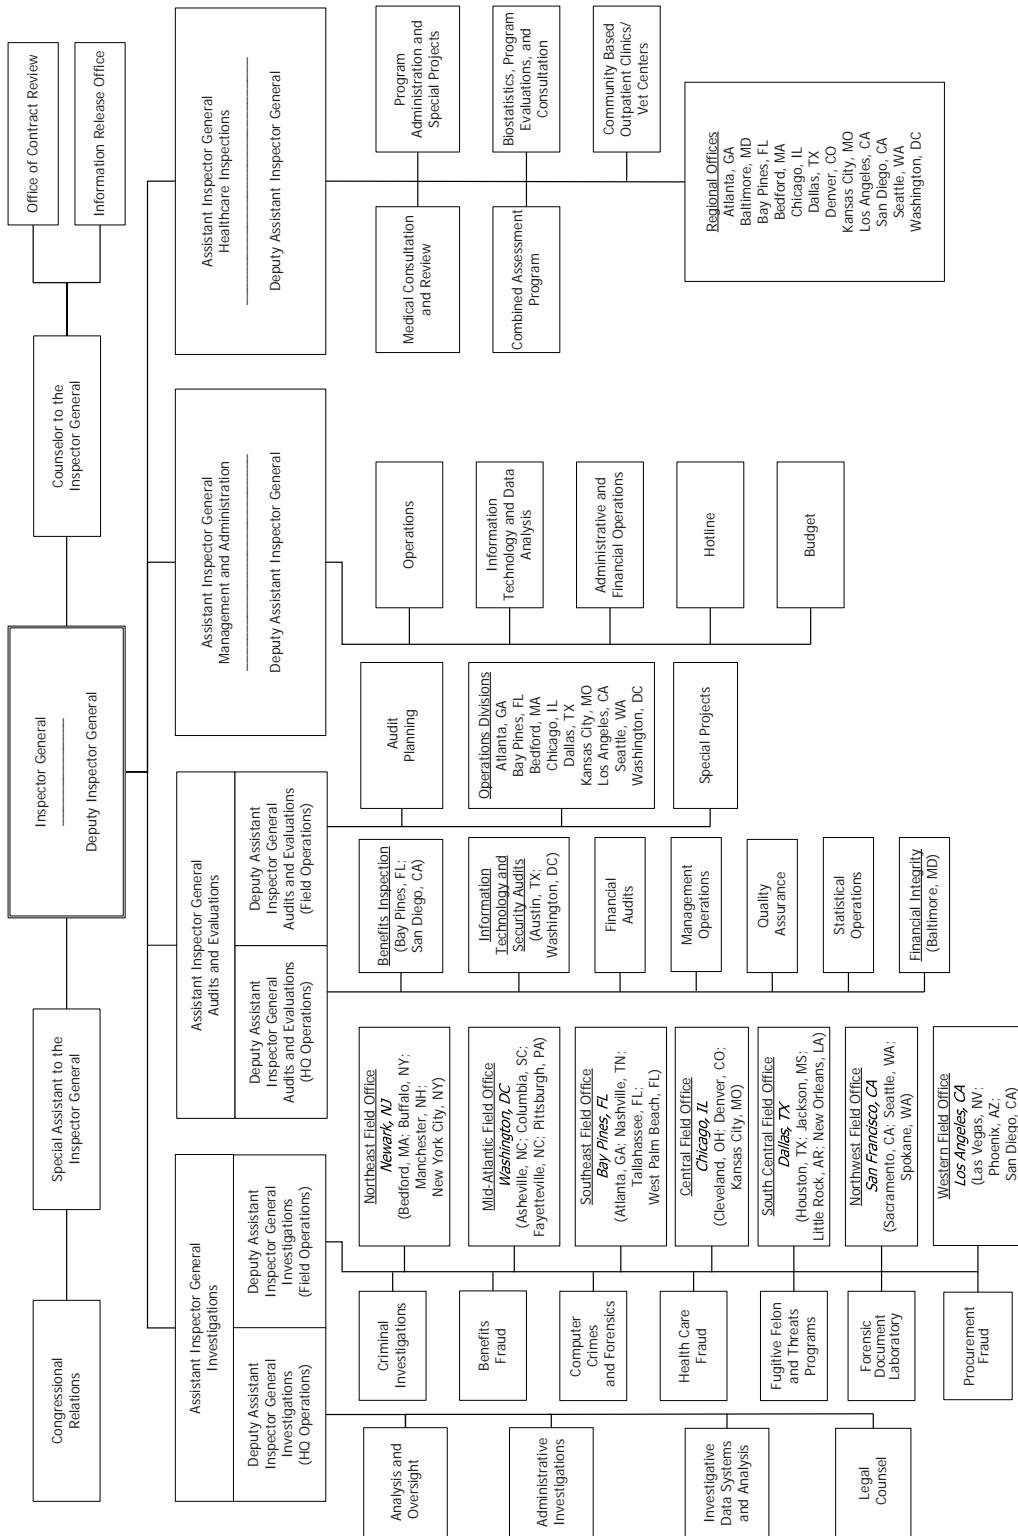 Inspector General
Deputy Inspector General
Congressional
Relations
Special Assistant to the
Inspector General
Counselor to the
Inspector General
Office of Contract Review
Information Release Office
Assistant Inspector General
Investigations
Deputy Assistant
Inspector General
Investigations
(HQ Operations)
Deputy Assistant
Inspector General
Investigations
(Field Operations)
Analysis and
Oversight
Administrative
Investigations
Investigative
Data Systems
and Analysis
Legal
Counsel
Criminal
Investigations
Benefits
Fraud
Computer
Crimes
and Forensics
Health Care
Fraud
Fugitive Felon
and Threats
Programs
Forensic
Document
Laboratory
Procurement
Fraud
Northeast Field Office
Newark, NJ
(Bedford, MA; Buffalo, NY;
Manchester, NH;
New York City, NY)
Mid-Atlantic Field Office
Washington, DC
(Asheville, NC; Columbia, SC;
Fayetteville, NC; Pittsburgh, PA)
Southeast Field Office
Bay Pines, FL
(Atlanta, GA; Nashville, TN;
Tallahassee, FL;
West Palm Beach, FL)
Central Field Office
Chicago, IL
(Cleveland, OH; Denver, CO;
Kansas City, MO)
South Central Field Office
Dallas, TX
(Houston, TX; Jackson, MS;
Little Rock, AR; New Orleans, LA)
Northwest Field Office
San Francisco, CA
(Sacramento, CA; Seattle, WA;
Spokane, WA)
Western Field Office
Los Angeles, CA
(Las Vegas, NV;
Phoenix, AZ;
San Diego, CA)
Assistant Inspector General
Audits and Evaluations
Deputy Assistant
Inspector General
Audits and Evaluations
(HQ Operations)
Deputy Assistant
Inspector General
Audits and Evaluations
(Field Operations)
Benefits Inspection
(Bay Pines, FL;
San Diego, CA)
Information
Technology and
Security Audits
(Austin, TX;
Washington, DC)
Financial
Audits
Management
Operations
Quality
Assurance
Statistical
Operations
Financial Integrity
(Baltimore, MD)
Audit
Planning
Operations Divisions
Atlanta, GA
Bay Pines, FL
Bedford, MA
Chicago, IL
Dallas, TX
Kansas City, MO
Los Angeles, CA
Seattle, WA
Washington, DC
Special Projects
Assistant Inspector General
Management and Administration
Deputy Assistant Inspector General
Operations
Information
Technology and Data
Analysis
Administrative and
Financial Operations
Hotline
Budget
Assistant Inspector General
Healthcare Inspections
Deputy Assistant Inspector General
Medical Consultation
and Review
Program
Administration and
Special Projects
Combined Assessment
Program
Biostatistics, Program
Evaluations, and
Consultation
Community Based
Outpatient Clinics/
Vet Centers
Regional Offices
Atlanta, GA
Baltimore, MD
Bay Pines, FL
Bedford, MA
Chicago, IL
Dallas, TX
Denver, CO
Kansas City, MO
Los Angeles, CA
San Diego, CA
Seattle, WA
Washington, DC